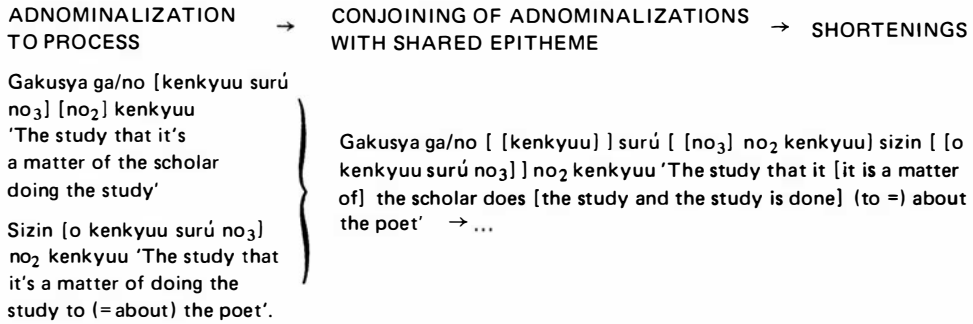 ADNOMINALIZATION → CONJOINING OF ADNOMINALIZATIONS → SHORTENINGS
TO PROCESS WITH SHARED EPITHEME
Gakusya ga/no [kenkyuu surú
no₃] [no₂] kenkyuu
'The study that it's
a matter of the scholar
doing the study'
Sizin [o kenkyuu surú no₃]
no₂ kenkyuu 'The study that
it's a matter of doing the
study to (=about) the poet'.
Gakusya ga/no [ [kenkyuu] ] surú [ [no₃] no₂ kenkyuu] sizin [ [o
kenkyuu surú no₃] ] no₂ kenkyuu 'The study that it [it is a matter
of] the scholar does [the study and the study is done] (to =) about
the poet' → ...